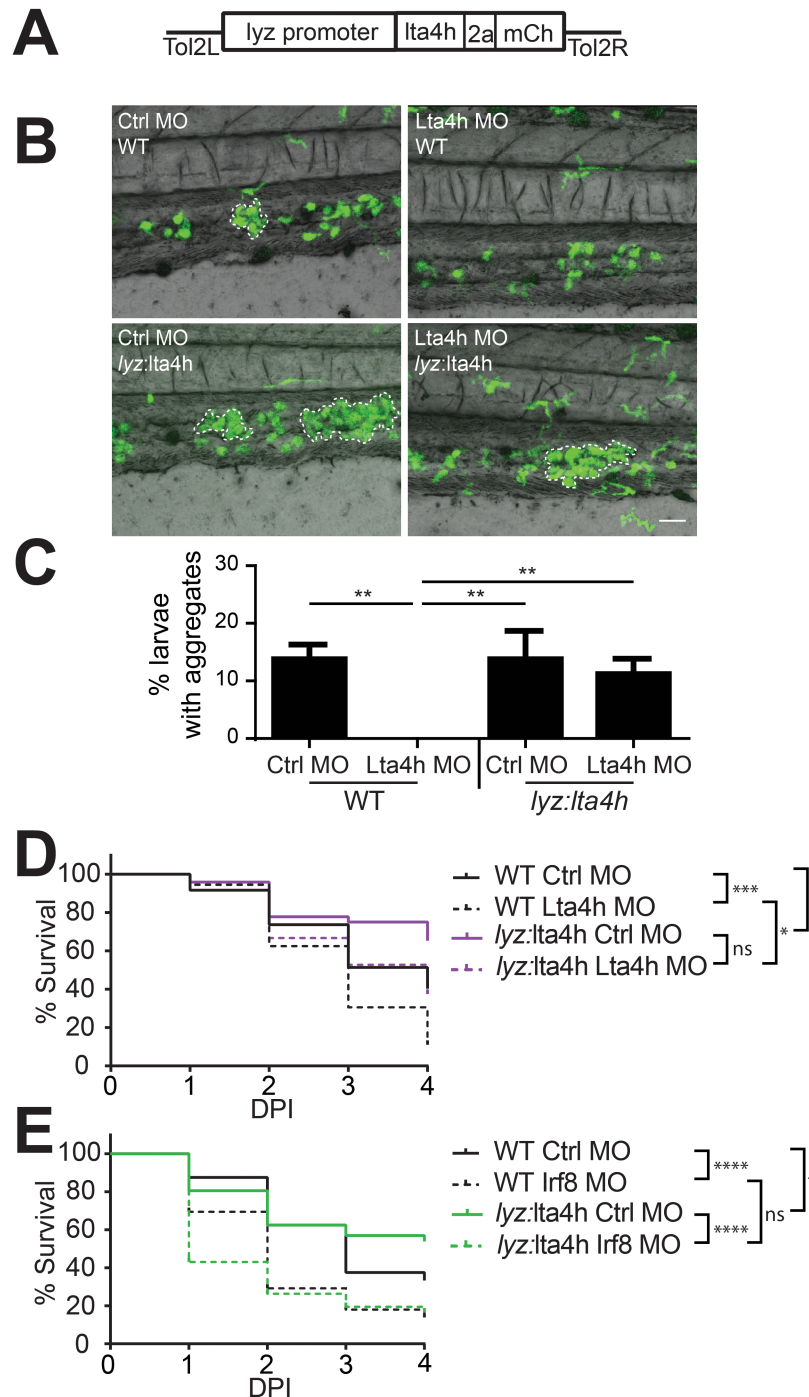 A
Tol2L lyz promoter lta4h 2a mCh Tol2R
B
Ctrl MO
WT
Lta4h MO
WT
Ctrl MO
lyz:lta4h
Lta4h MO
lyz:lta4h
C
% larvae
with aggregates
30
20
10
0
**
**
**
Ctrl MO Lta4h MO Ctrl MO Lta4h MO
WT lyz:lta4h
D
% Survival
100
80
60
40
20
0
0 1 2 3 4
DPI
WT Ctrl MO
WT Lta4h MO
lyz:lta4h Ctrl MO
lyz:lta4h Lta4h MO
***
*
ns
E
% Survival
100
80
60
40
20
0
0 1 2 3 4
DPI
WT Ctrl MO
WT Irf8 MO
lyz:lta4h Ctrl MO
lyz:lta4h Irf8 MO
****
ns
****